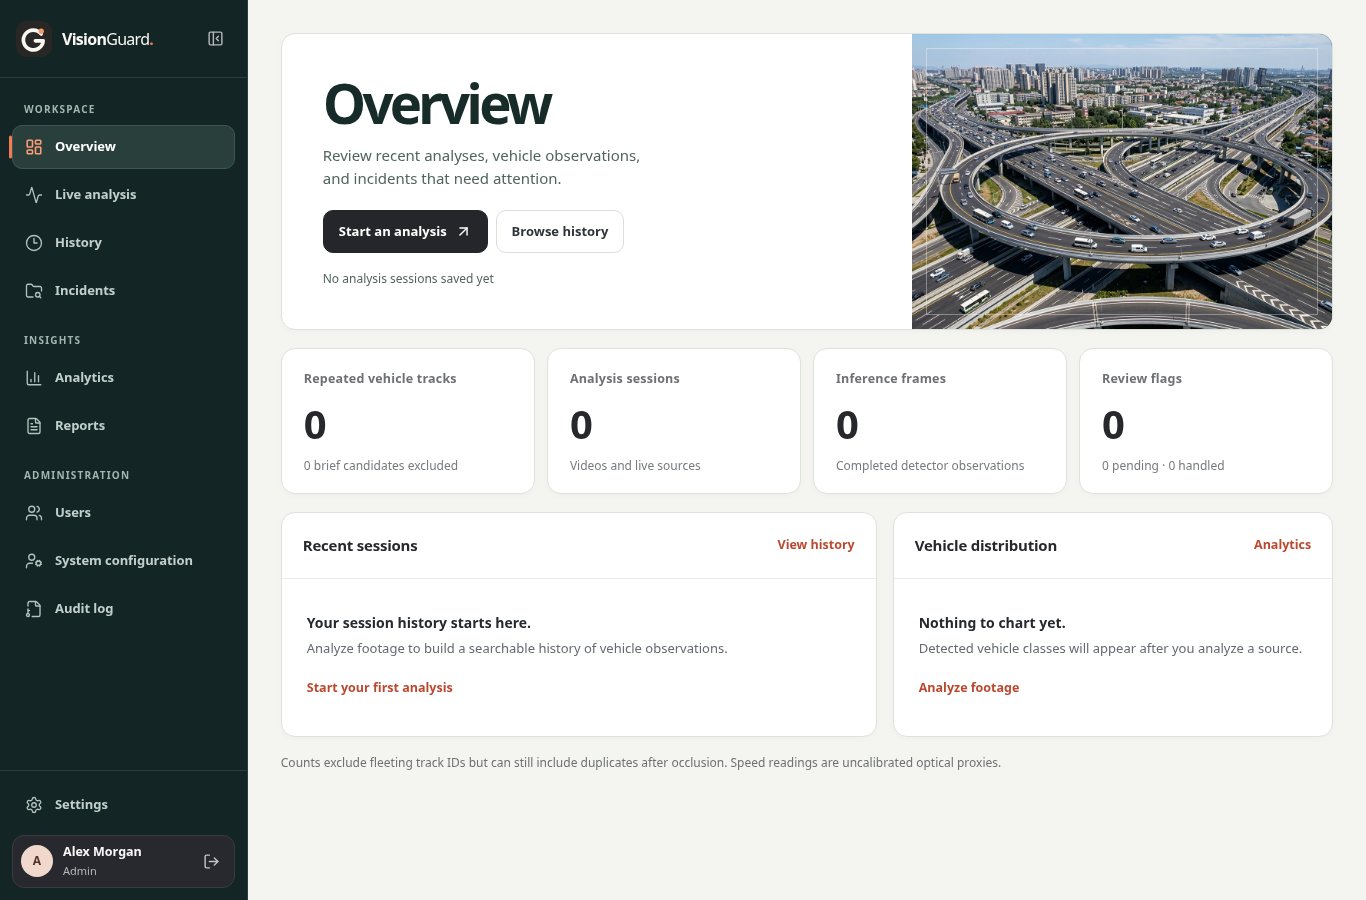 VisionGuard.
WORKSPACE
Overview
Live analysis
History
Incidents
INSIGHTS
Analytics
Reports
ADMINISTRATION
Users
System configuration
Audit log
Settings
A
Alex Morgan
Admin
Overview
Review recent analyses, vehicle observations,
and incidents that need attention.
Start an analysis
Browse history
No analysis sessions saved yet
Repeated vehicle tracks
0
0 brief candidates excluded
Analysis sessions
0
Videos and live sources
Inference frames
0
Completed detector observations
Review flags
0
0 pending · 0 handled
Recent sessions
View history
Your session history starts here.
Analyze footage to build a searchable history of vehicle observations.
Start your first analysis
Vehicle distribution
Analytics
Nothing to chart yet.
Detected vehicle classes will appear after you analyze a source.
Analyze footage
Counts exclude fleeting track IDs but can still include duplicates after occlusion. Speed readings are uncalibrated optical proxies.